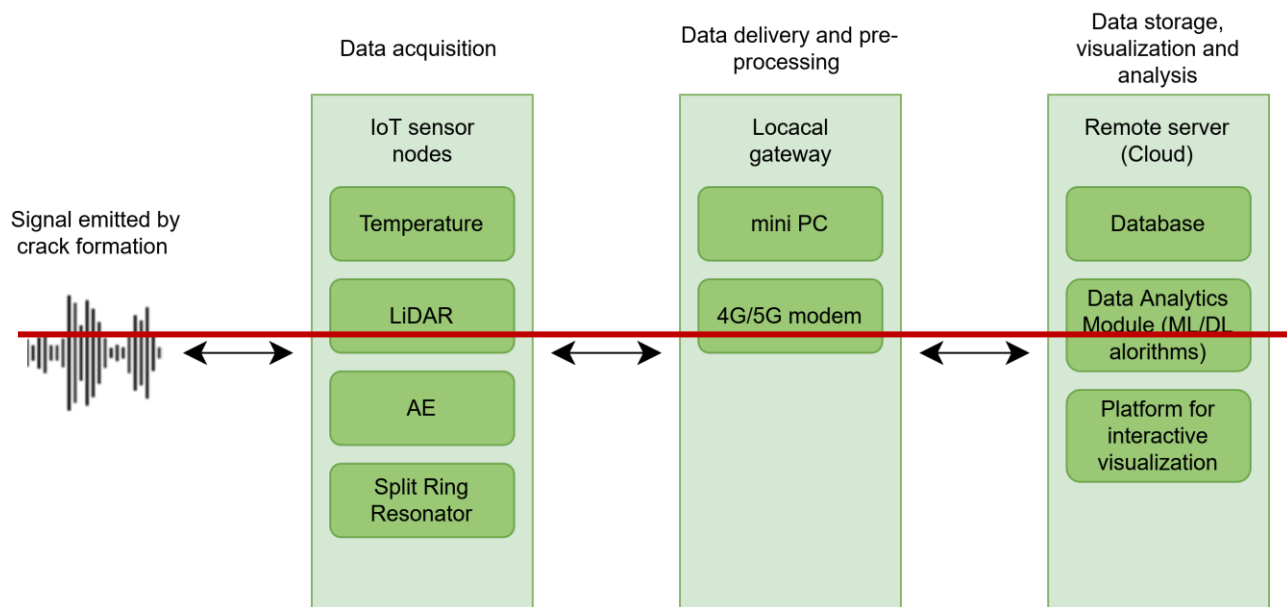 Data acquisition
Data delivery and pre-
processing
Data storage,
visualization and
analysis
Signal emitted by
crack formation
IoT sensor
nodes
Temperature
LiDAR
AE
Split Ring
Resonator
Locacal
gateway
mini PC
4G/5G modem
Remote server
(Cloud)
Database
Data Analytics
Module (ML/DL
alorithms)
Platform for
interactive
visualization